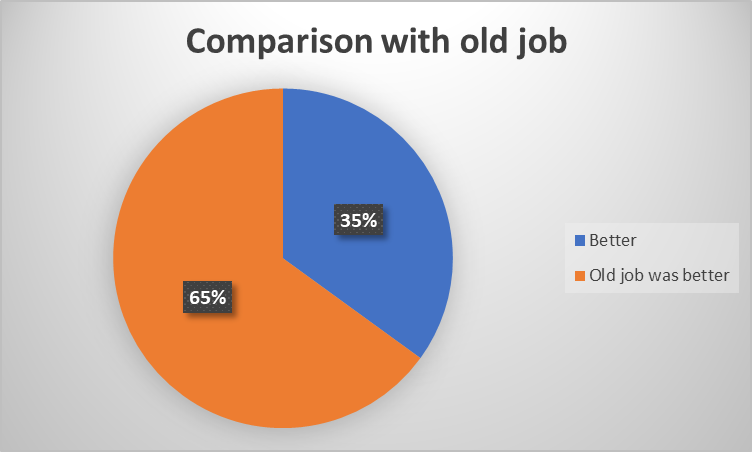 Comparison with old job
35%
65%
Better
Old job was better